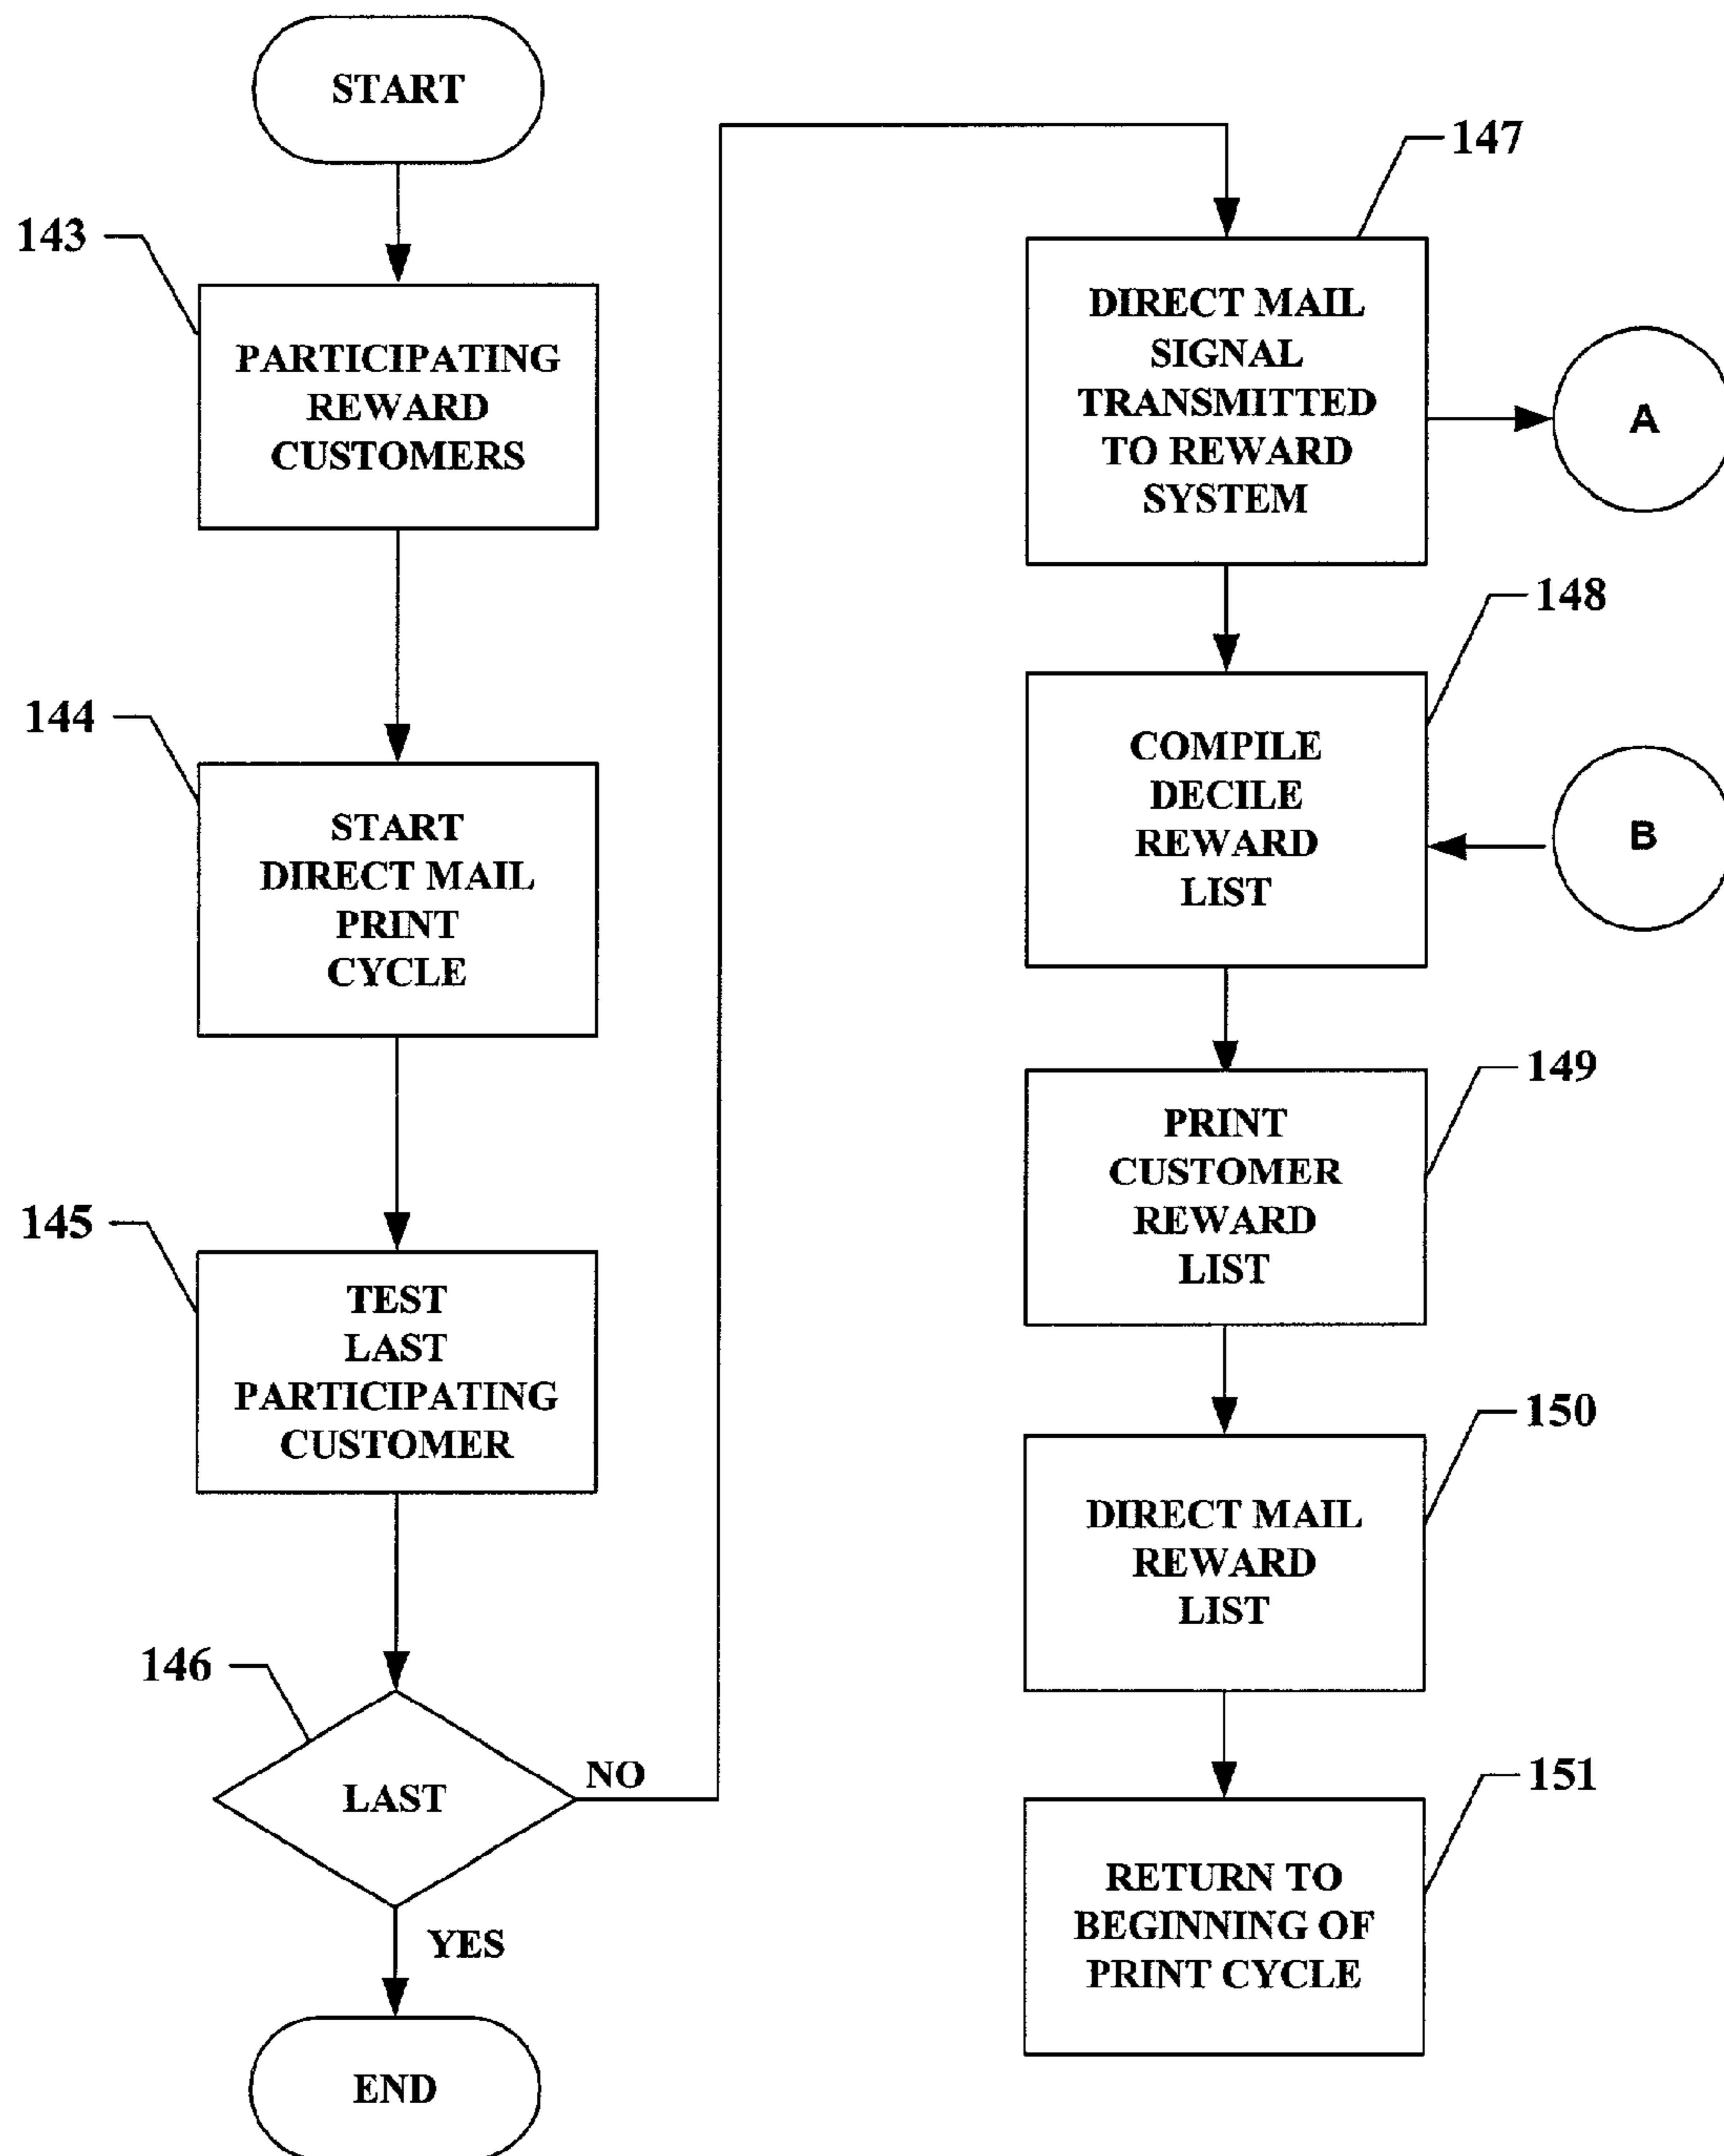 START
143
PARTICIPATING
REWARD
CUSTOMERS
144
START
DIRECT MAIL
PRINT
CYCLE
145
TEST
LAST
PARTICIPATING
CUSTOMER
146
LAST
NO
YES
END
147
DIRECT MAIL
SIGNAL
TRANSMITTED
TO REWARD
SYSTEM
A
148
COMPILE
DECILE
REWARD
LIST
B
149
PRINT
CUSTOMER
REWARD
LIST
150
DIRECT MAIL
REWARD
LIST
151
RETURN TO
BEGINNING OF
PRINT CYCLE